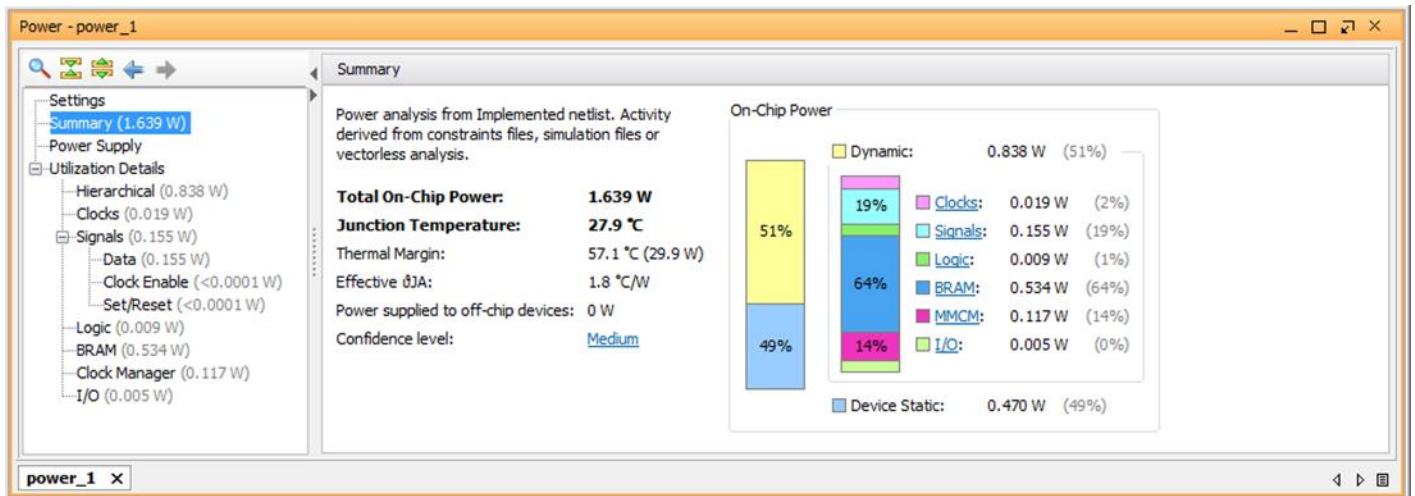 Power - power_1
Summary
Settings
Summary (1.639 W)
Power Supply
Utilization Details
Hierarchical (0.838 W)
Clocks (0.019 W)
Signals (0.155 W)
Data (0.155 W)
Clock Enable (<0.0001 W)
Set/Reset (<0.0001 W)
Logic (0.009 W)
BRAM (0.534 W)
Clock Manager (0.117 W)
I/O (0.005 W)
Power analysis from Implemented netlist. Activity
derived from constraints files, simulation files or
vectorless analysis.
Total On-Chip Power: 1.639 W
Junction Temperature: 27.9 °C
Thermal Margin: 57.1 °C (29.9 W)
Effective ϑJA: 1.8 °C/W
Power supplied to off-chip devices: 0 W
Confidence level: Medium
On-Chip Power
51%
49%
Dynamic: 0.838 W (51%)
19%
64%
14%
Clocks: 0.019 W (2%)
Signals: 0.155 W (19%)
Logic: 0.009 W (1%)
BRAM: 0.534 W (64%)
MMCM: 0.117 W (14%)
I/O: 0.005 W (0%)
Device Static: 0.470 W (49%)
power_1